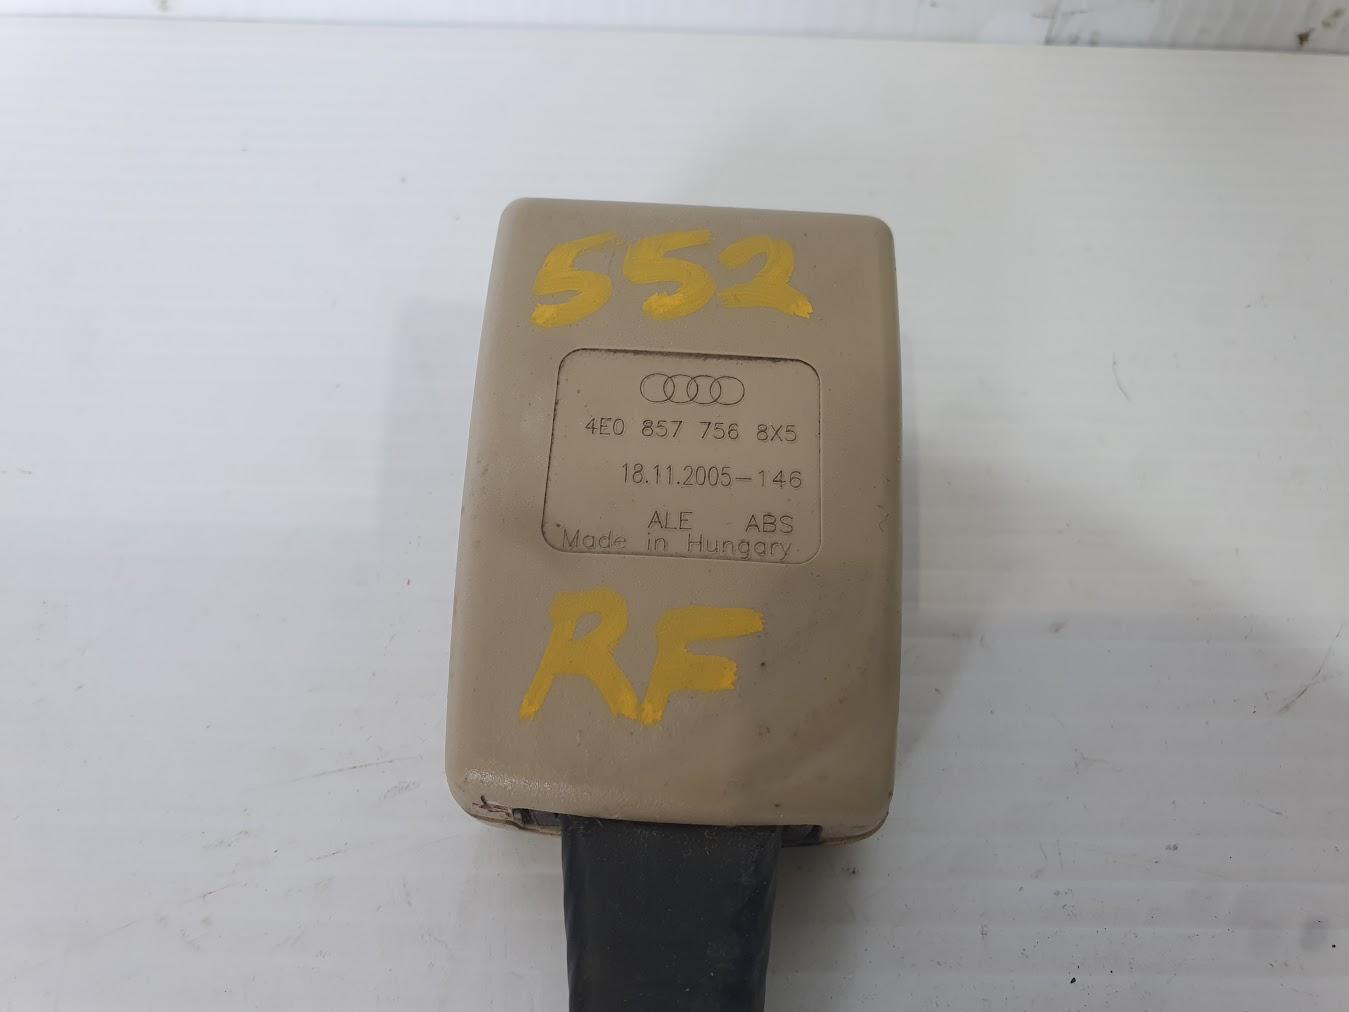 552
4E0 857 756 8X5
18.11.2005-146
ALE ABS
Made in Hungary
RF